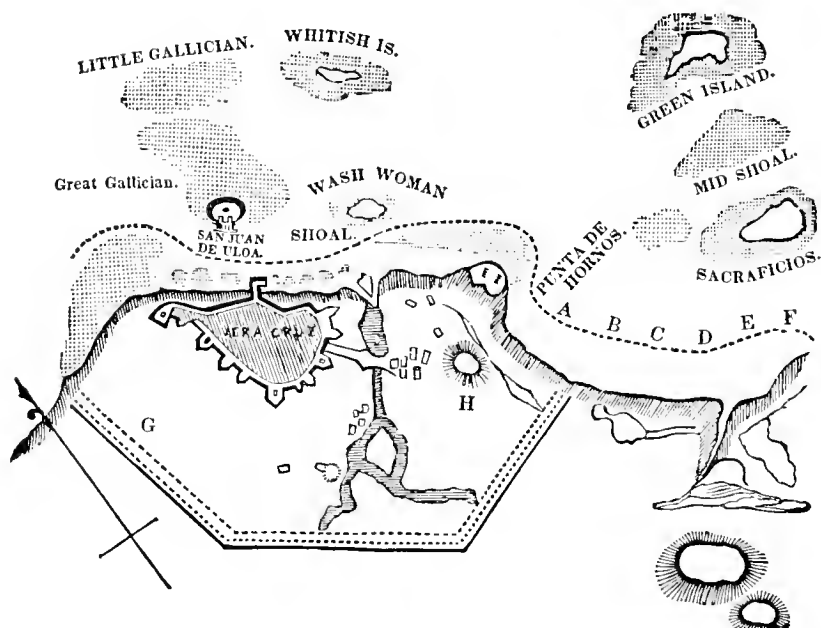 LITTLE GALLICIAN.
WHITISH IS.
GREEN ISLAND.
MID SHOAL.
Great Gallician.
WASH WOMAN
SHOAL.
SAN JUAN
DE ULOA.
PUNTA DE
HORNOS.
SACRAFICIOS.
A B C D E F
VERA CRUZ
H
G